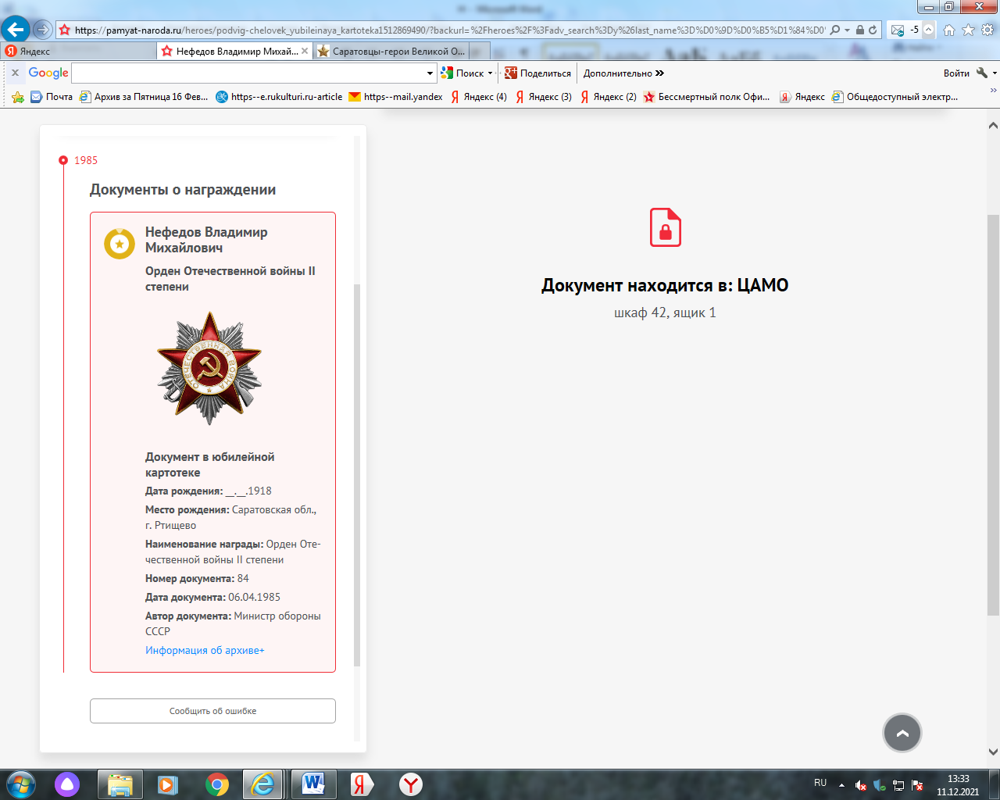 https://pamyat-naroda.ru/heroes/podvig-chelovek_yubileinaya_kartoteka1512869490/?backurl=%2Fheroes%2F%3Fadv_search%3Dy%26last_name%3D%D0%9D%D0%B5%D1%84%D0'
-5
Яндекс
Нефедов Владимир Михай...
Саратовцы-герои Великой О...
Google
Поиск
Поделиться
Дополнительно
Войти
Почта
Архив за Пятница 16 Фев...
https--e.rukulturi.ru-article
https--mail.yandex
Яндекс (4)
Яндекс (3)
Яндекс (2)
Бессмертный полк Офи...
Яндекс
Общедоступный электр...
1985
Документы о награждении
Нефедов Владимир
Михайлович
Орден Отечественной войны II
степени
ОТЕЧЕСТВЕННАЯ ВОЙНА
Документ в юбилейной
картотеке
Дата рождения: __.__.1918
Место рождения: Саратовская обл.,
г. Ртищево
Наименование награды: Орден Оте-
чественной войны II степени
Номер документа: 84
Дата документа: 06.04.1985
Автор документа: Министр обороны
СССР
Информация об архиве+
Сообщить об ошибке
Документ находится в: ЦАМО
шкаф 42, ящик 1
RU
13:33
11.12.2021